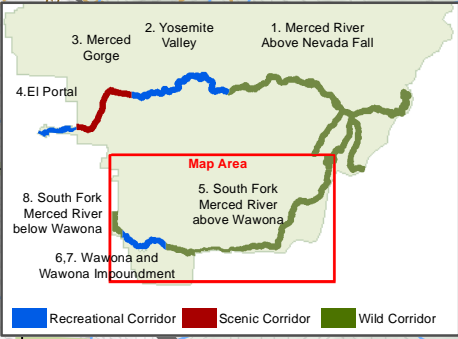 2. Yosemite
Valley
1. Merced River
Above Nevada Fall
3. Merced
Gorge
4.El Portal
Map Area
5. South Fork
Merced River
above Wawona
8. South Fork
Merced River
below Wawona
6,7. Wawona and
Wawona Impoundment
Recreational Corridor
Scenic Corridor
Wild Corridor